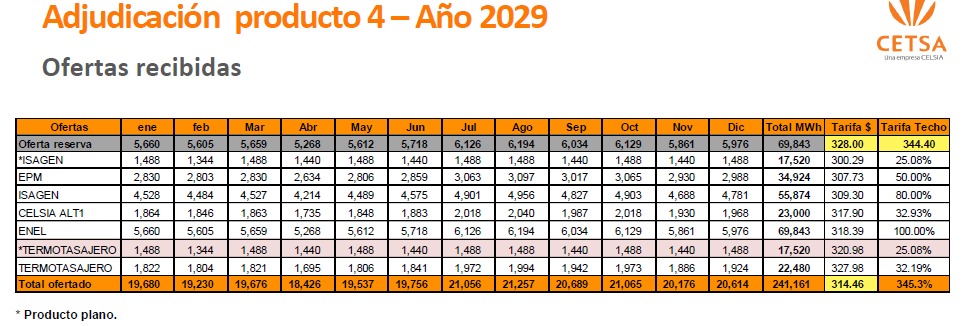 Adjudicación producto 4 – Año 2029
CETSA
Una empresa CELSIA
Ofertas recibidas
Ofertas ene feb Mar Abr May Jun Jul Ago Sep Oct Nov Dic Total MWh Tarifa $ Tarifa Techo
Oferta reserva 5,660 5,605 5,659 5,268 5,612 5,718 6,126 6,194 6,034 6,129 5,861 5,976 69,843 328.00 344.40
*ISAGEN 1,488 1,344 1,488 1,440 1,488 1,440 1,488 1,488 1,440 1,488 1,440 1,488 17,520 300.29 25.08%
EPM 2,830 2,803 2,830 2,634 2,806 2,859 3,063 3,097 3,017 3,065 2,930 2,988 34,924 307.73 50.00%
ISAGEN 4,528 4,484 4,527 4,214 4,489 4,575 4,901 4,956 4,827 4,903 4,688 4,781 55,874 309.30 80.00%
CELSIA ALT1 1,864 1,846 1,863 1,735 1,848 1,883 2,018 2,040 1,987 2,018 1,930 1,968 23,000 317.90 32.93%
ENEL 5,660 5,605 5,659 5,268 5,612 5,718 6,126 6,194 6,034 6,129 5,861 5,976 69,843 318.39 100.00%
*TERMOTASAJERO 1,488 1,344 1,488 1,440 1,488 1,440 1,488 1,488 1,440 1,488 1,440 1,488 17,520 320.98 25.08%
TERMOTASAJERO 1,822 1,804 1,821 1,695 1,806 1,841 1,972 1,994 1,942 1,973 1,886 1,924 22,480 327.98 32.19%
Total ofertado 19,680 19,230 19,676 18,426 19,537 19,756 21,056 21,257 20,689 21,065 20,176 20,614 241,161 314.46 345.3%
* Producto plano.